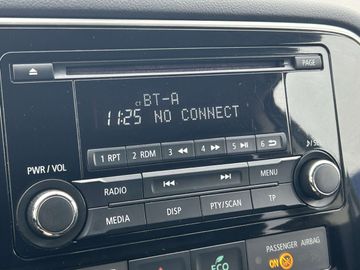 PAGE
BT-A
11:25 NO CONNECT
1 RPT 2 RDM 3 4 5 6
PWR / VOL
RADIO MENU
MEDIA DISP PTY/SCAN TP
ECO
PASSENGER AIRBAG
ON